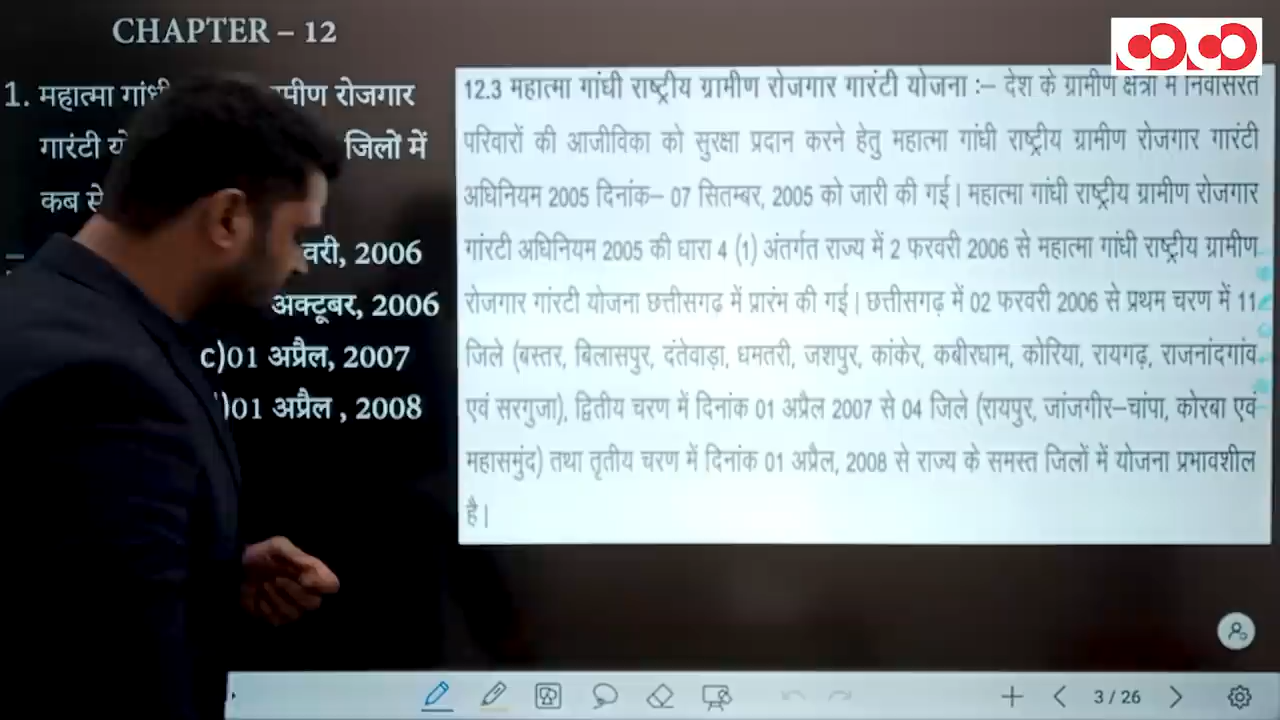 CHAPTER – 12
1. महात्मा गांधी ग्रामीण रोजगार
गारंटी जिलों में
कब से
वरी, 2006
अक्टूबर, 2006
c)01 अप्रैल, 2007
)01 अप्रैल , 2008
12.3 महात्मा गांधी राष्ट्रीय ग्रामीण रोजगार गारंटी योजना :– देश के ग्रामीण क्षेत्रों में निवासरत
परिवारों की आजीविका को सुरक्षा प्रदान करने हेतु महात्मा गांधी राष्ट्रीय ग्रामीण रोजगार गारंटी
अधिनियम 2005 दिनांक– 07 सितम्बर, 2005 को जारी की गई। महात्मा गांधी राष्ट्रीय ग्रामीण रोजगार
गांरटी अधिनियम 2005 की धारा 4 (1) अंतर्गत राज्य में 2 फरवरी 2006 से महात्मा गांधी राष्ट्रीय ग्रामीण
रोजगार गांरटी योजना छत्तीसगढ़ में प्रारंभ की गई। छत्तीसगढ़ में 02 फरवरी 2006 से प्रथम चरण में 11
जिले (बस्तर, बिलासपुर, दंतेवाड़ा, धमतरी, जशपुर, कांकेर, कबीरधाम, कोरिया, रायगढ़, राजनांदगांव
एवं सरगुजा), द्वितीय चरण में दिनांक 01 अप्रैल 2007 से 04 जिले (रायपुर, जांजगीर–चांपा, कोरबा एवं
महासमुंद) तथा तृतीय चरण में दिनांक 01 अप्रैल, 2008 से राज्य के समस्त जिलों में योजना प्रभावशील
है।
3 / 26